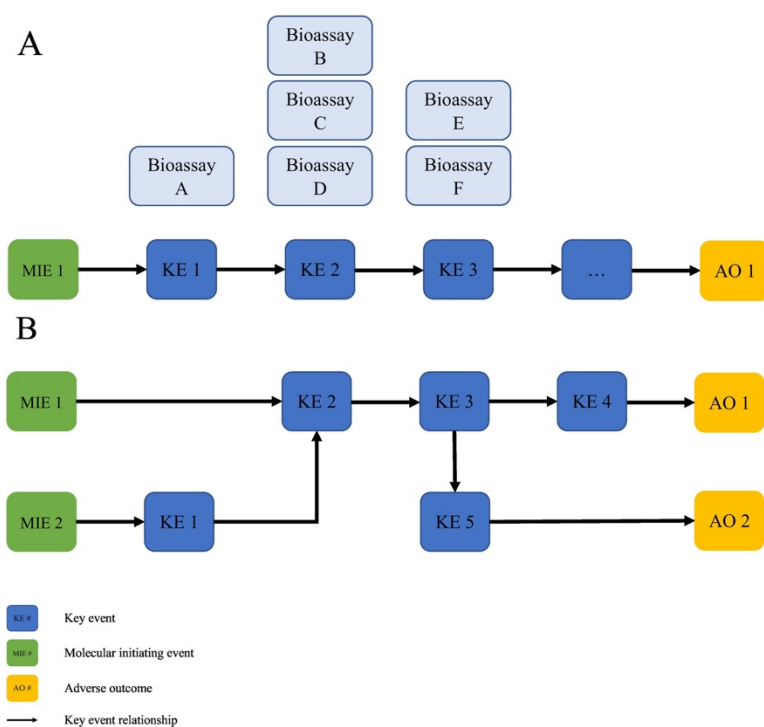 A
Bioassay
B
Bioassay
C
Bioassay
E
Bioassay
A
Bioassay
D
Bioassay
F
MIE 1
KE 1
KE 2
KE 3
...
AO 1
B
MIE 1
KE 2
KE 3
KE 4
AO 1
MIE 2
KE 1
KE 5
AO 2
KE # Key event
MIE # Molecular initiating event
AO # Adverse outcome
Key event relationship